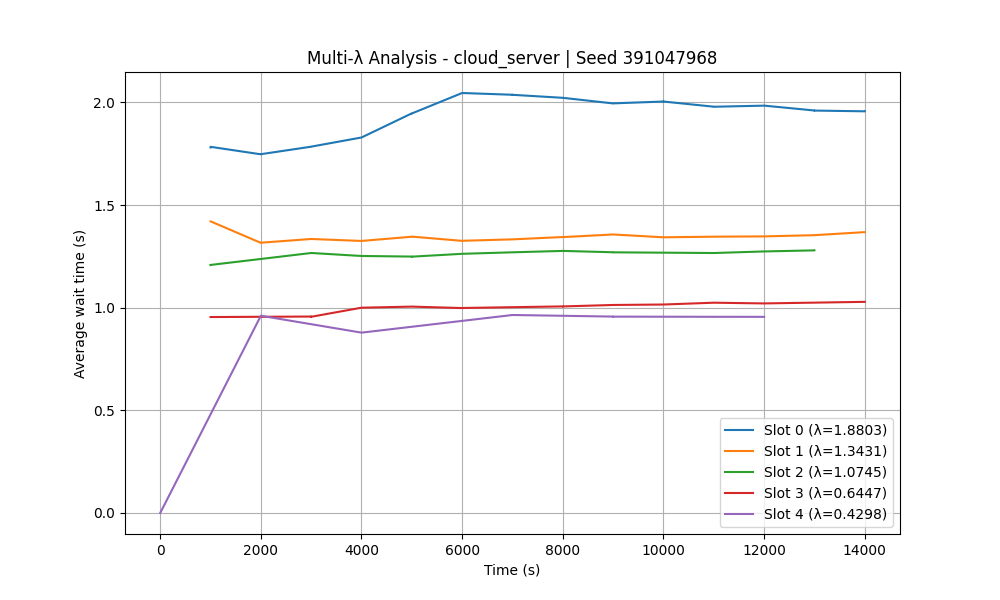 Multi-λ Analysis - cloud_server | Seed 391047968
Average wait time (s)
2.0
1.5
1.0
0.5
0.0
Slot 0 (λ=1.8803)
Slot 1 (λ=1.3431)
Slot 2 (λ=1.0745)
Slot 3 (λ=0.6447)
Slot 4 (λ=0.4298)
0 2000 4000 6000 8000 10000 12000 14000
Time (s)